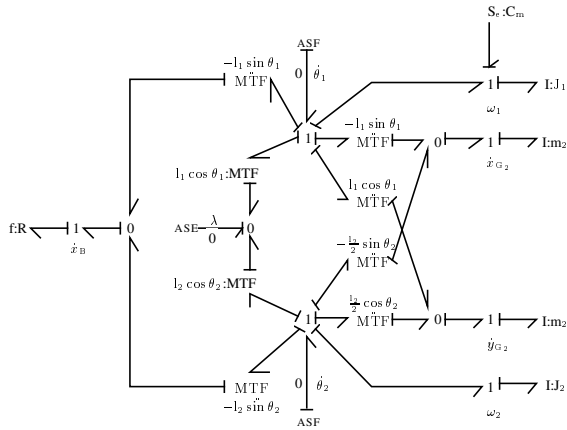 Se:Cm
ASF
−l1 sin θ1
MTF
0 θ̇1
1 I:J1
ω1
−l1 sin θ1
1 MTF 0 1 I:m2
ẋG2
l1 cos θ1:MTF
l1 cos θ1
MTF
f:R 1 0 ASE λ/0 0
ẋB
−l2/2 sin θ2
MTF
l2 cos θ2:MTF
l2/2 cos θ2
1 MTF 0 1 I:m2
ẏG2
MTF
−l2 sin θ2
0 θ̇2
1 I:J2
ω2
ASF